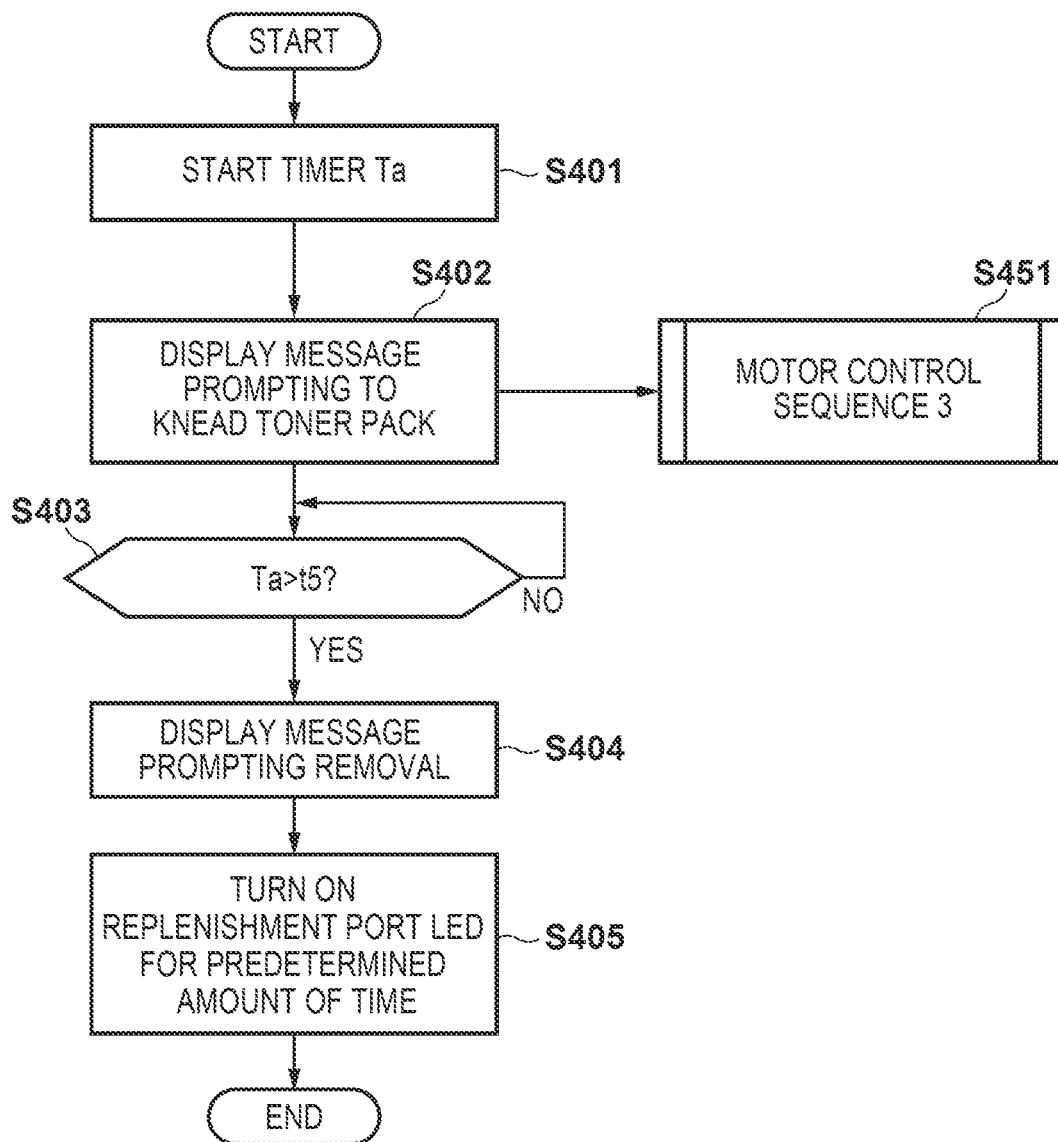 START
START TIMER Ta
S401
S402
S451
DISPLAY MESSAGE
PROMPTING TO
KNEAD TONER PACK
MOTOR CONTROL
SEQUENCE 3
S403
Ta>t5?
NO
YES
DISPLAY MESSAGE
PROMPTING REMOVAL
S404
TURN ON
REPLENISHMENT PORT LED
FOR PREDETERMINED
AMOUNT OF TIME
S405
END